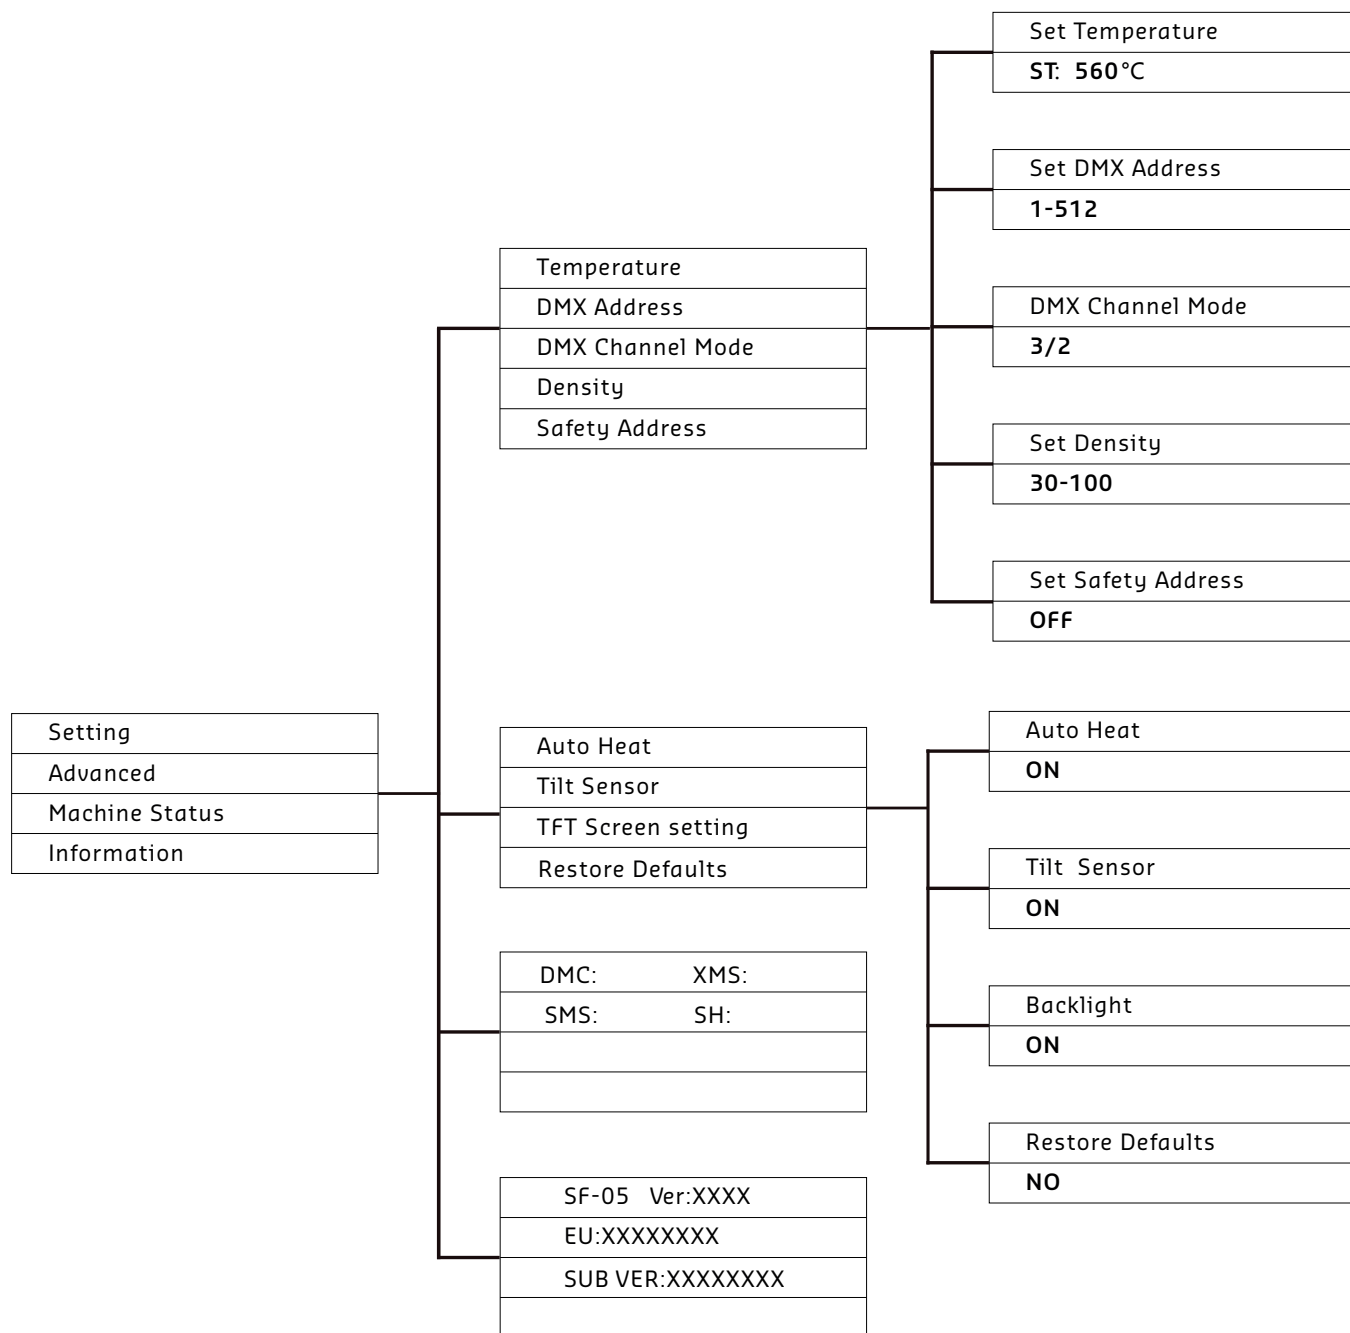 Setting
Advanced
Machine Status
Information
Temperature
DMX Address
DMX Channel Mode
Density
Safety Address
Auto Heat
Tilt Sensor
TFT Screen setting
Restore Defaults
DMC: XMS:
SMS: SH:
SF-05 Ver:XXXX
EU:XXXXXXXX
SUB VER:XXXXXXXX
Set Temperature
ST: 560°C
Set DMX Address
1-512
DMX Channel Mode
3/2
Set Density
30-100
Set Safety Address
OFF
Auto Heat
ON
Tilt Sensor
ON
Backlight
ON
Restore Defaults
NO